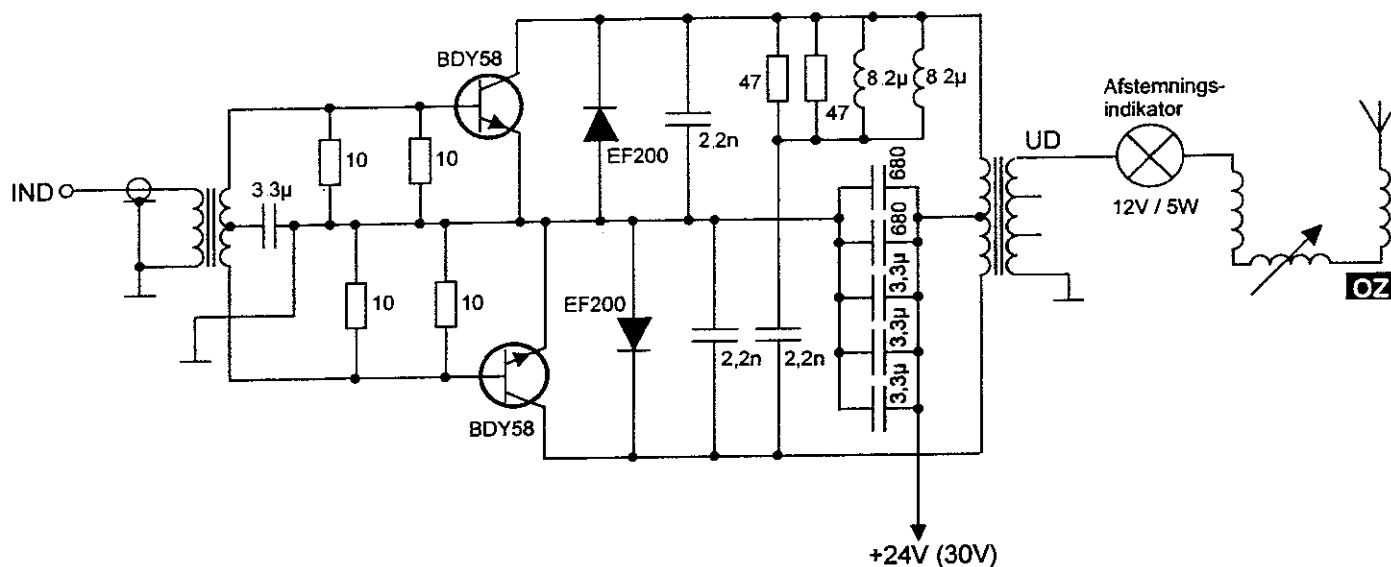 BDY58
47
47
8.2µ
8.2µ
Afstemnings-
indikator
10
10
EF200
2.2n
UD
IND
3.3µ
680
12V / 5W
680
10
10
EF200
3,3µ
OZ
2,2n
2,2n
3.3µ
3,3µ
BDY58
+24V (30V)